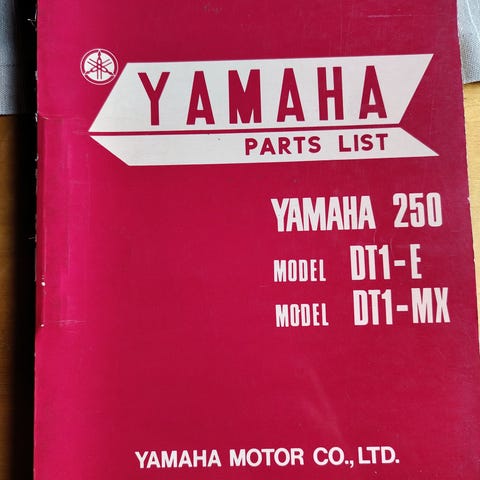 YAMAHA
PARTS LIST
YAMAHA 250
MODEL DT1-E
MODEL DT1-MX
YAMAHA MOTOR CO., LTD.